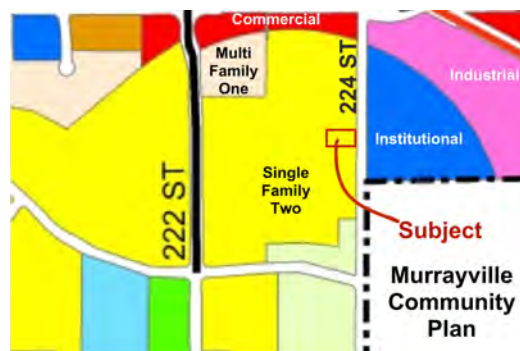 Commercial
Multi
Family
One
224 ST
Industrial
Institutional
222 ST
Single
Family
Two
Subject
Murrayville
Community
Plan